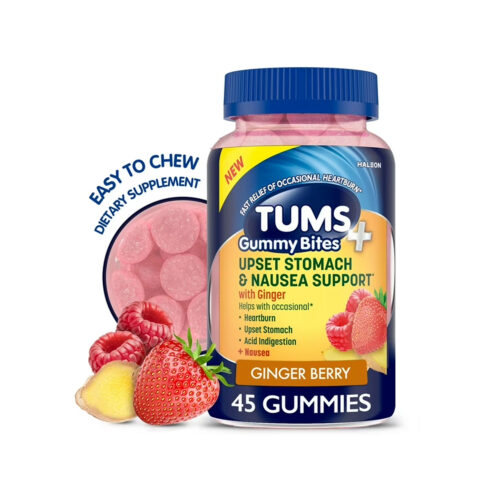 EASY TO CHEW
DIETARY SUPPLEMENT
NEW
HALEON
FAST RELIEF OF OCCASIONAL HEARTBURN*
TUMS
Gummy Bites +
UPSET STOMACH
& NAUSEA SUPPORT*
with Ginger
Helps with occasional*
• Heartburn
• Upset Stomach
• Acid Indigestion
+ Nausea
GINGER BERRY
45 GUMMIES